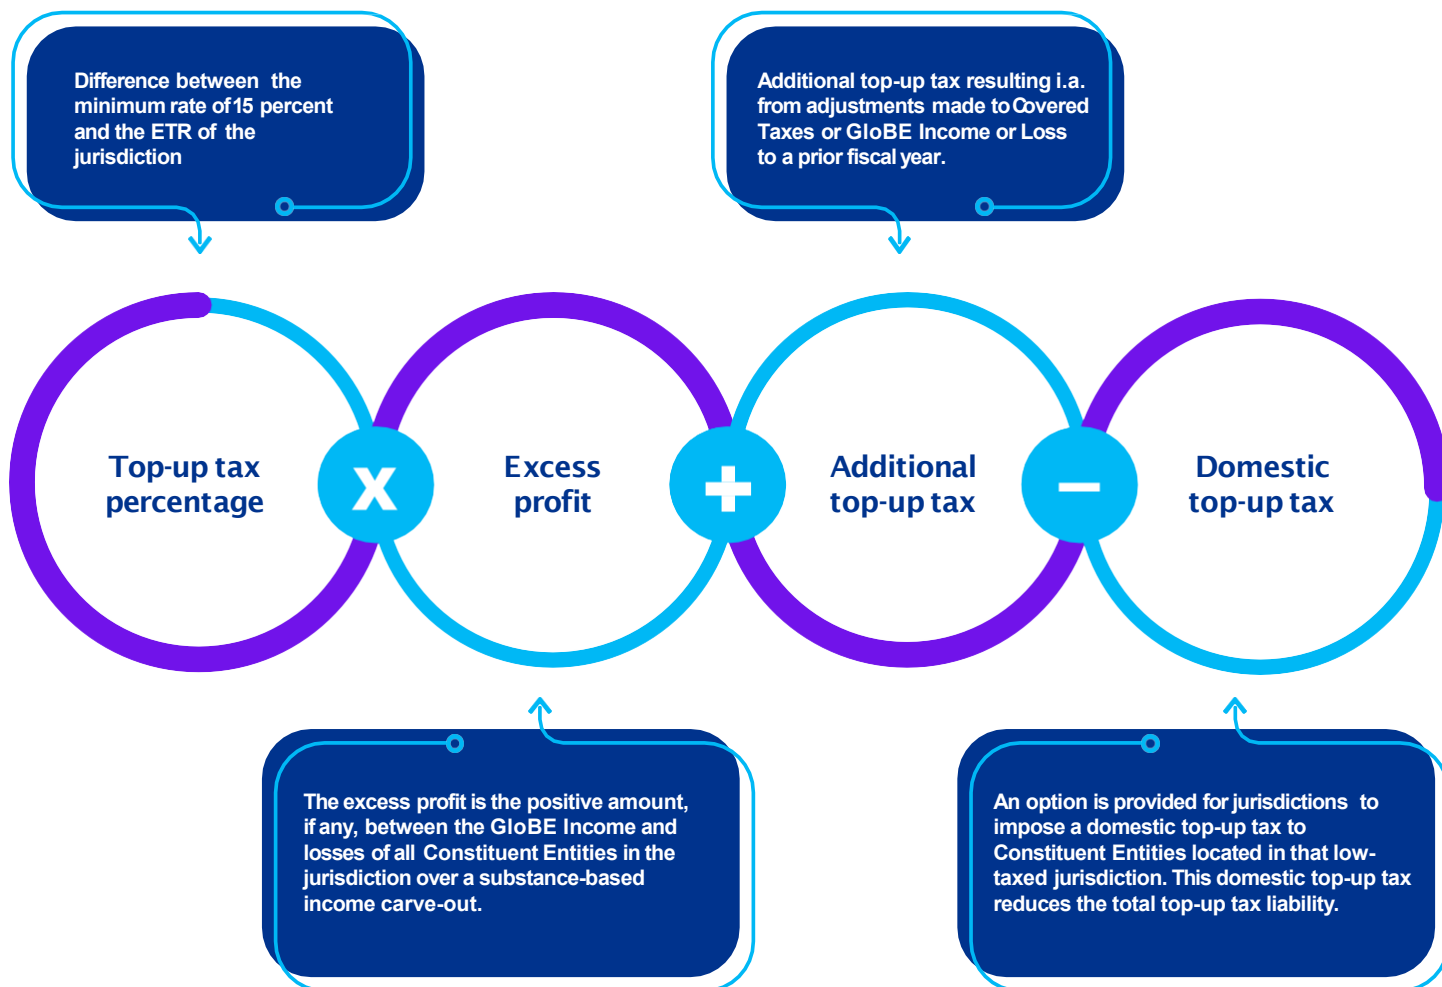 Difference between the
minimum rate of 15 percent
and the ETR of the
jurisdiction
Additional top-up tax resulting i.a.
from adjustments made to Covered
Taxes or GloBE Income or Loss
to a prior fiscal year.
Top-up tax
percentage
X
Excess
profit
+
Additional
top-up tax
–
Domestic
top-up tax
The excess profit is the positive amount,
if any, between the GloBE Income and
losses of all Constituent Entities in the
jurisdiction over a substance-based
income carve-out.
An option is provided for jurisdictions to
impose a domestic top-up tax to
Constituent Entities located in that low-
taxed jurisdiction. This domestic top-up tax
reduces the total top-up tax liability.